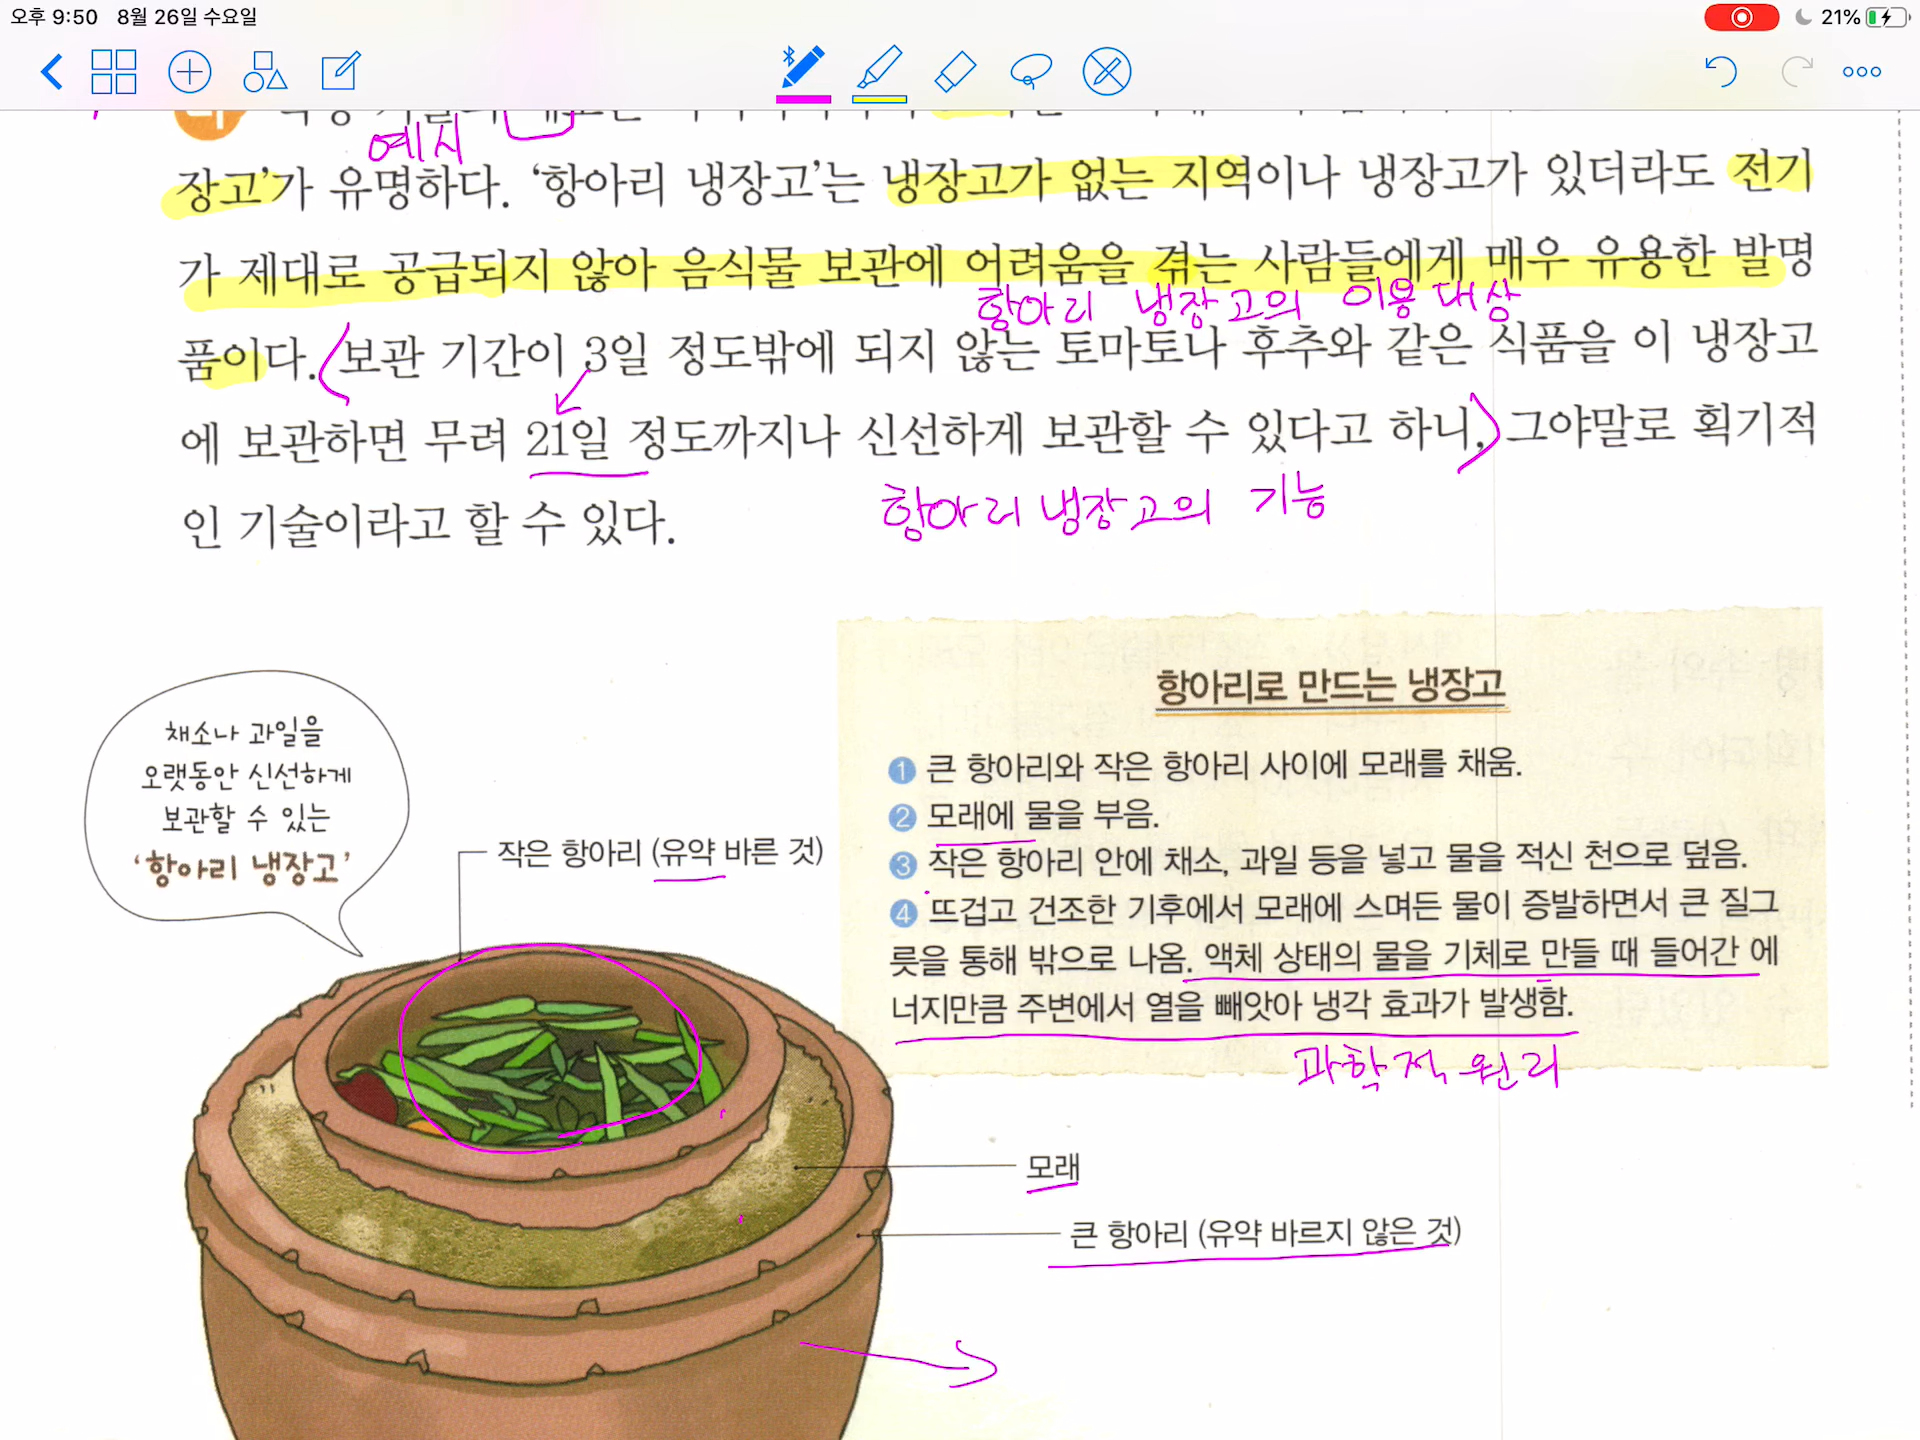 오후 9:50 8월 26일 수요일
21%
예시
장고’가 유명하다. ‘항아리 냉장고’는 냉장고가 없는 지역이나 냉장고가 있더라도 전기
가 제대로 공급되지 않아 음식물 보관에 어려움을 겪는 사람들에게 매우 유용한 발명
항아리 냉장고의 이용 대상
품이다. 보관 기간이 3일 정도밖에 되지 않는 토마토나 후추와 같은 식품을 이 냉장고
에 보관하면 무려 21일 정도까지나 신선하게 보관할 수 있다고 하니, 그야말로 획기적
인 기술이라고 할 수 있다.
항아리 냉장고의 기능
채소나 과일을
오랫동안 신선하게
보관할 수 있는
‘항아리 냉장고’
작은 항아리 (유약 바른 것)
항아리로 만드는 냉장고
1 큰 항아리와 작은 항아리 사이에 모래를 채움.
2 모래에 물을 부음.
3 작은 항아리 안에 채소, 과일 등을 넣고 물을 적신 천으로 덮음.
4 뜨겁고 건조한 기후에서 모래에 스며든 물이 증발하면서 큰 질그
릇을 통해 밖으로 나옴. 액체 상태의 물을 기체로 만들 때 들어간 에
너지만큼 주변에서 열을 빼앗아 냉각 효과가 발생함.
과학적 원리
모래
큰 항아리 (유약 바르지 않은 것)